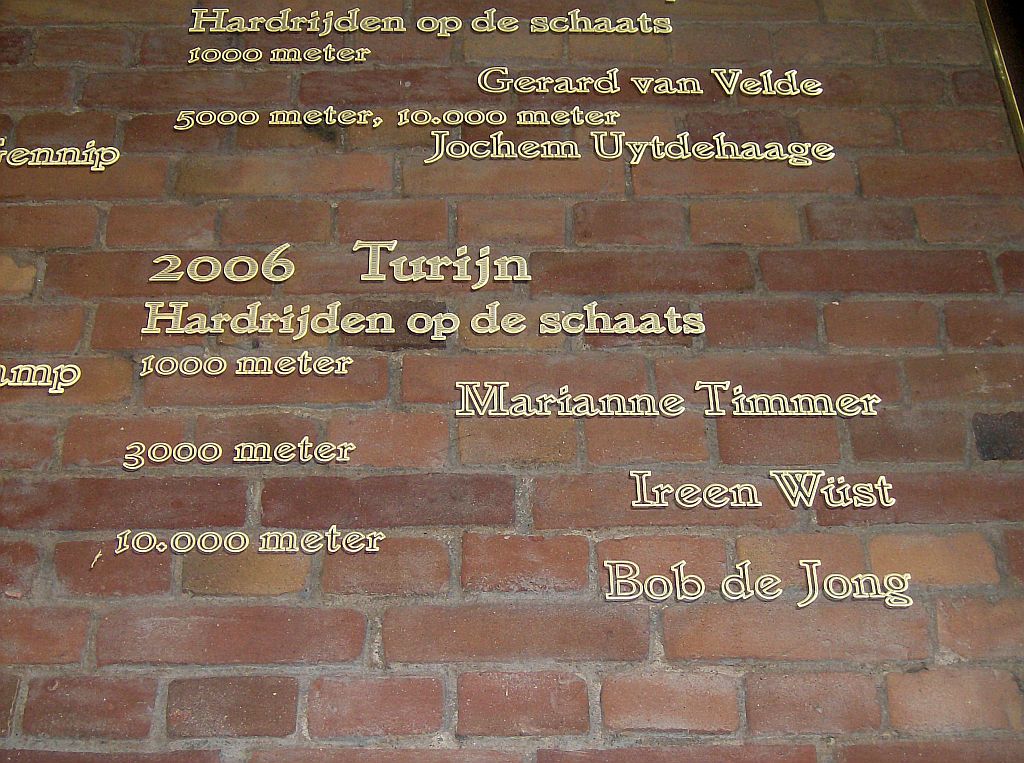 Hardrijden op de schaats
1000 meter
Gerard van Velde
5000 meter, 10.000 meter
Jochem Uytdehaage
Gennip
2006 Turijn
Hardrijden op de schaats
1000 meter
Marianne Timmer
3000 meter
Ireen Wüst
10.000 meter
Bob de Jong